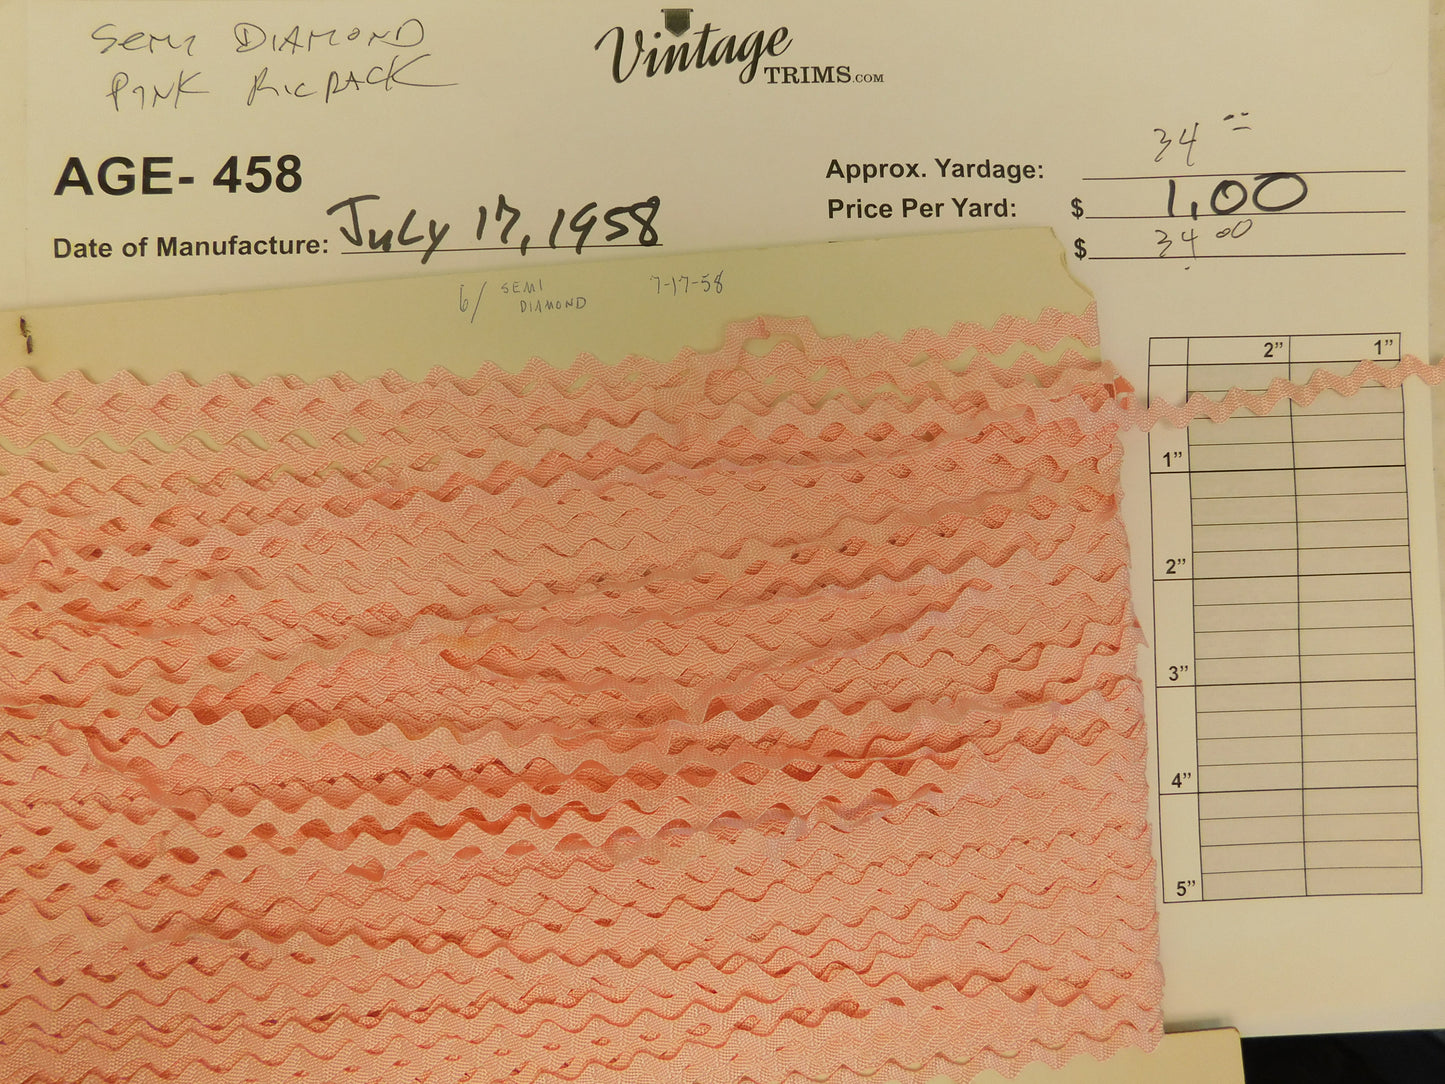 SEMI DIAMOND
PINK RICRACK
Vintage
TRIMS.COM
AGE- 458
Date of Manufacture: July 17, 1958
Approx. Yardage: 34
Price Per Yard: $ 1.00
$ 34.00
6/ SEMI DIAMOND 7-17-58
2" 1"
1"
2"
3"
4"
5"